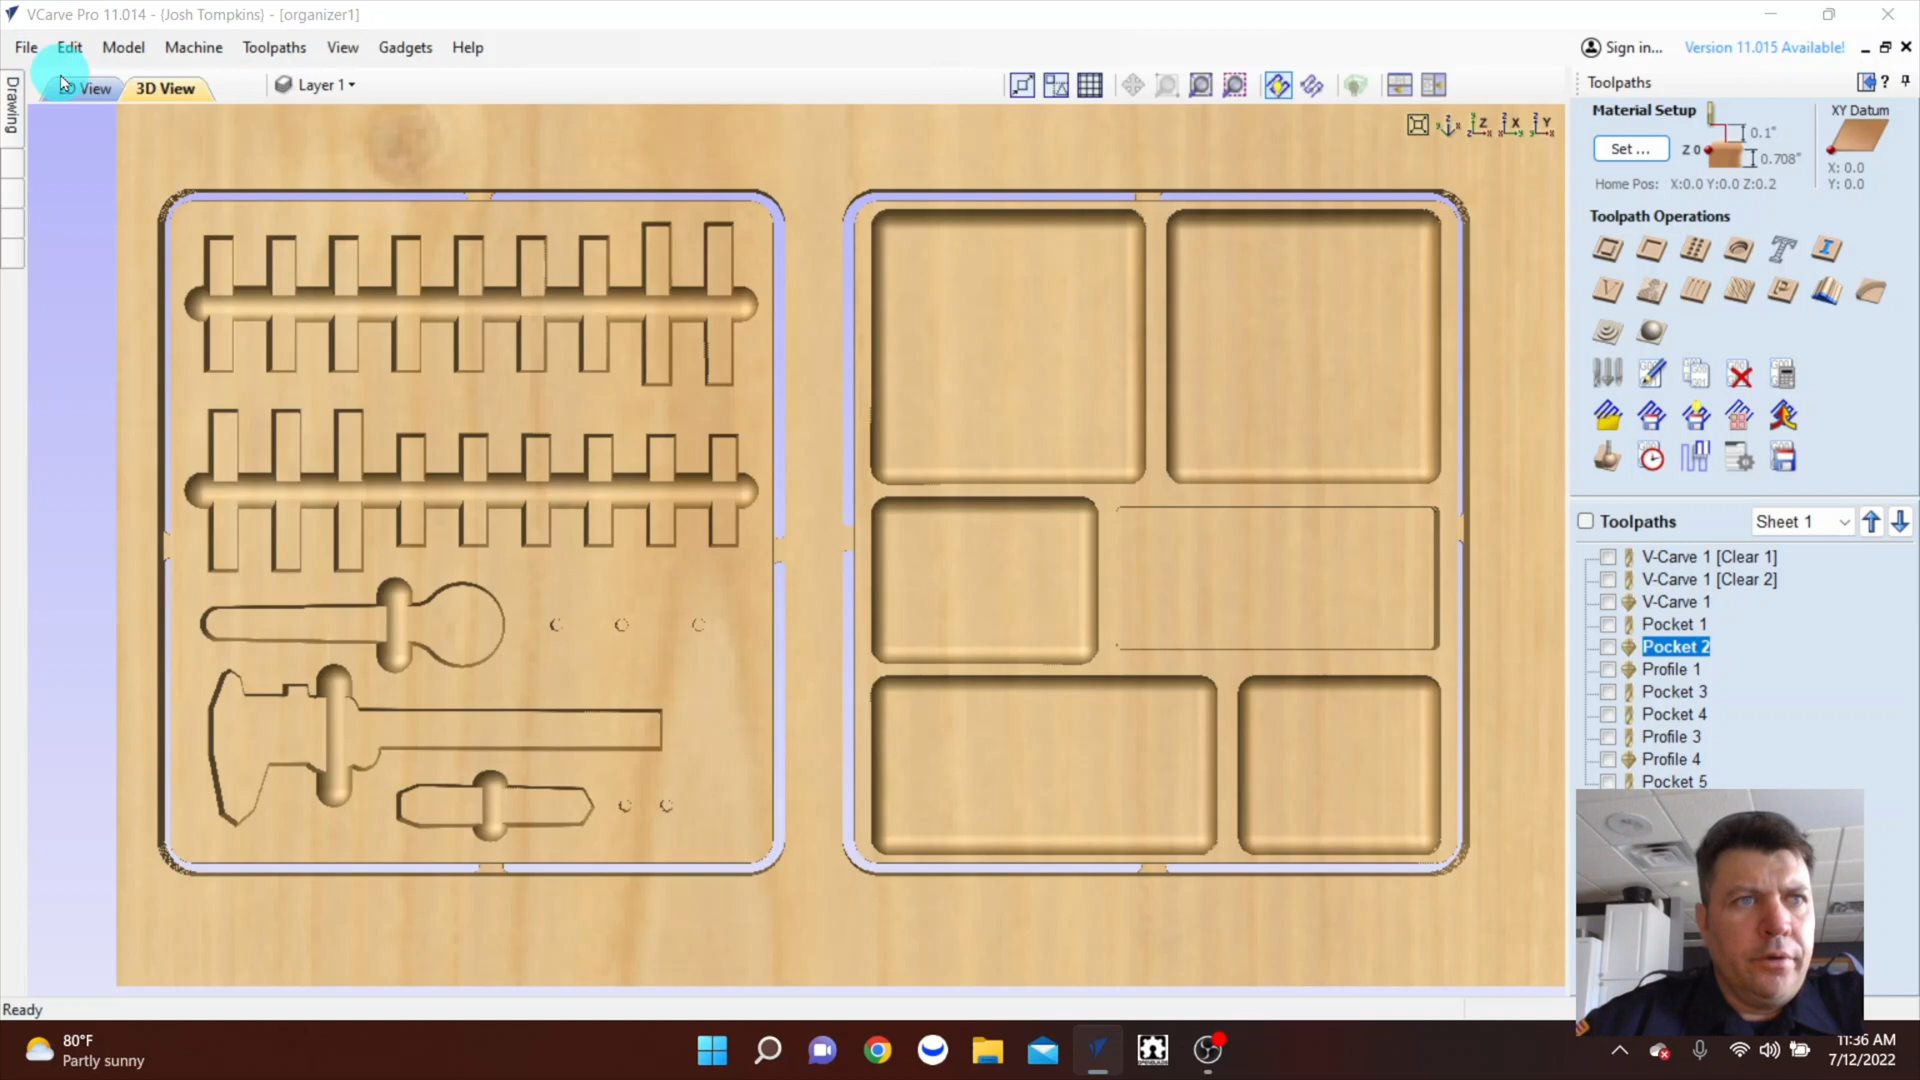 VCarve Pro 11.014 - {Josh Tompkins} - [organizer1]
File Edit Model Machine Toolpaths View Gadgets Help
Sign in... Version 11.015 Available!
Drawing
View 3D View Layer 1
Toolpaths
Material Setup
Set ...
0.1"
Z 0
0.708"
XY Datum
X: 0.0
Y: 0.0
Home Pos: X:0.0 Y:0.0 Z:0.2
Toolpath Operations
Toolpaths Sheet 1
V-Carve 1 [Clear 1]
V-Carve 1 [Clear 2]
V-Carve 1
Pocket 1
Pocket 2
Profile 1
Pocket 3
Pocket 4
Profile 3
Profile 4
Pocket 5
Ready
80°F
Partly sunny
11:36 AM
7/12/2022